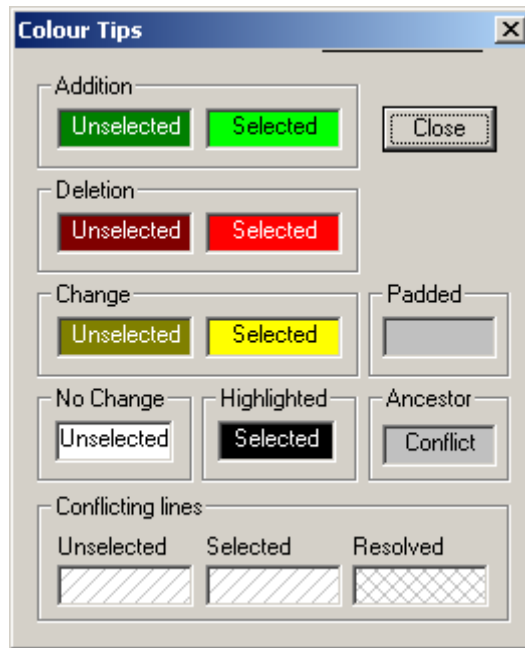 Colour Tips
Addition
Unselected Selected Close
Deletion
Unselected Selected
Change Padded
Unselected Selected
No Change Highlighted Ancestor
Unselected Selected Conflict
Conflicting lines
Unselected Selected Resolved